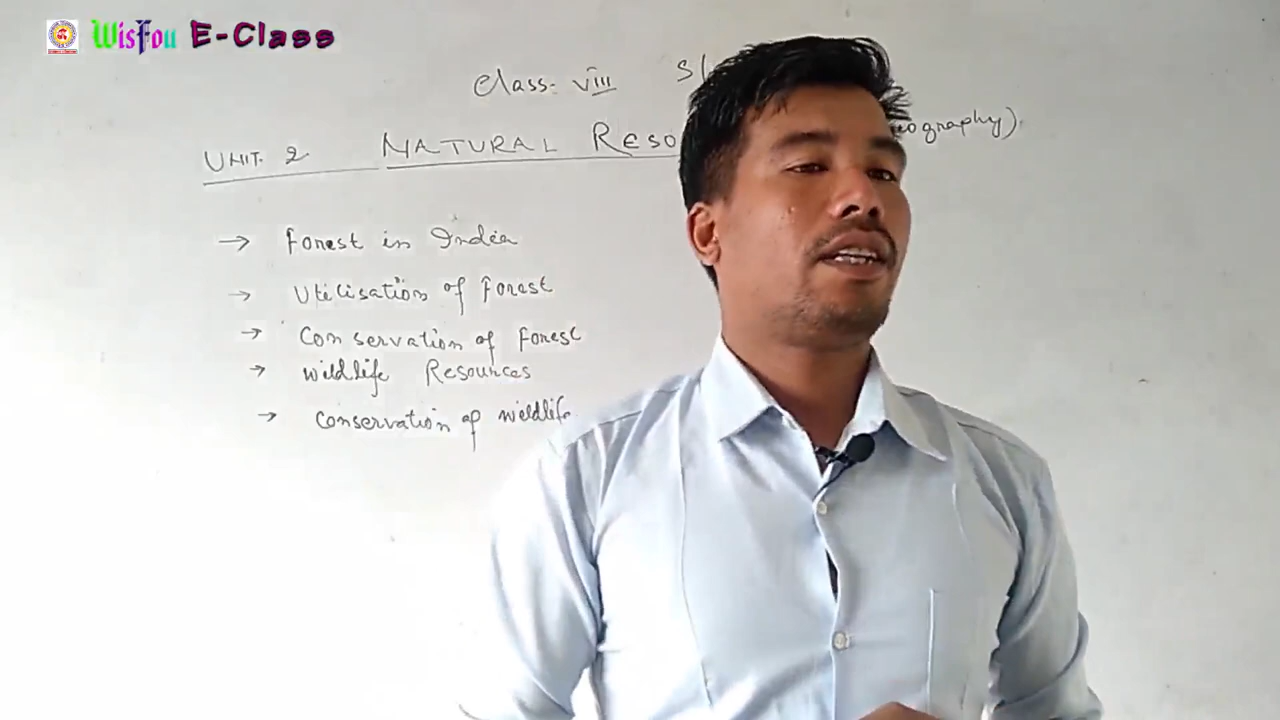 WisFou E-Class
Class- VIII S/
UNIT. 2 NATURAL RESO eography).
→ Forest in India
→ Utilisation of Forest
→ Conservation of Forest
→ Wildlife Resources
→ Conservation of wildlife